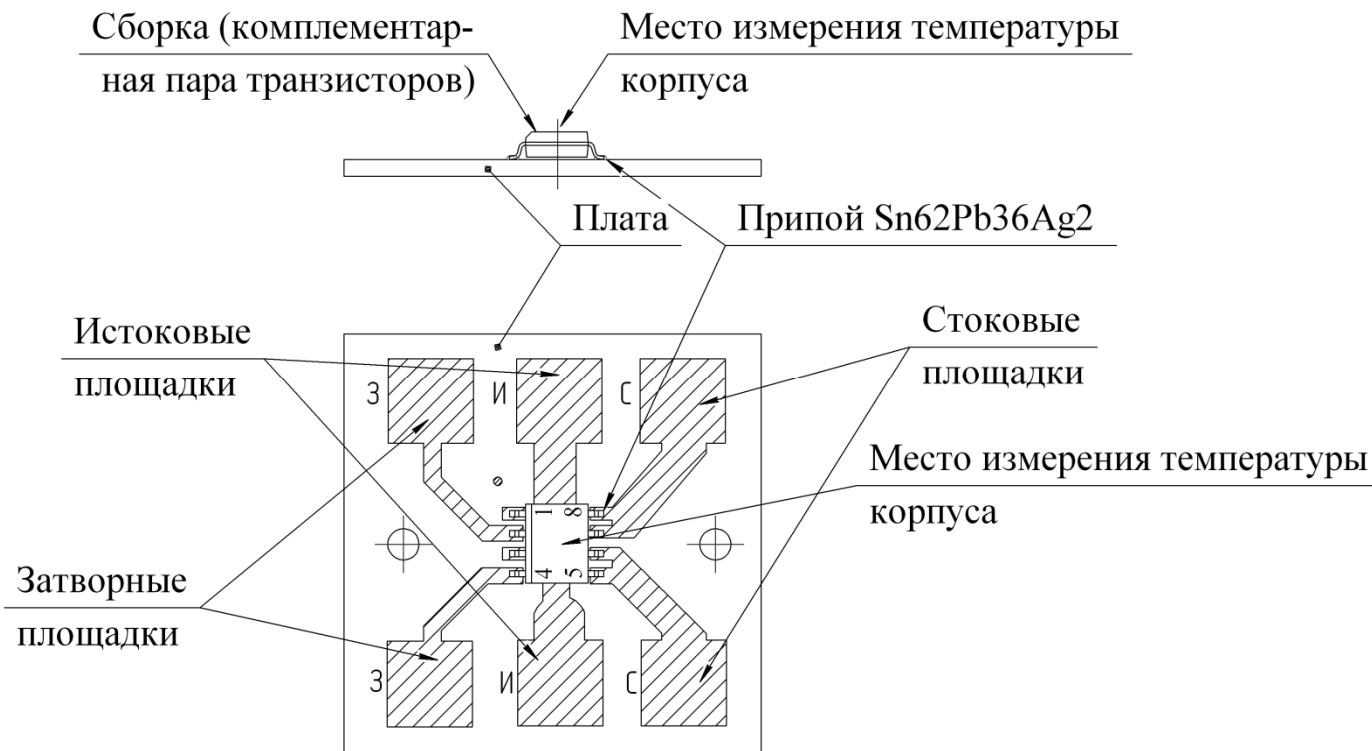 Сборка (комплементар-
ная пара транзисторов)
Место измерения температуры
корпуса
Плата
Припой Sn62Pb36Ag2
Истоковые
площадки
Стоковые
площадки
З И С
Место измерения температуры
корпуса
1 8
4 5
Затворные
площадки
З И С